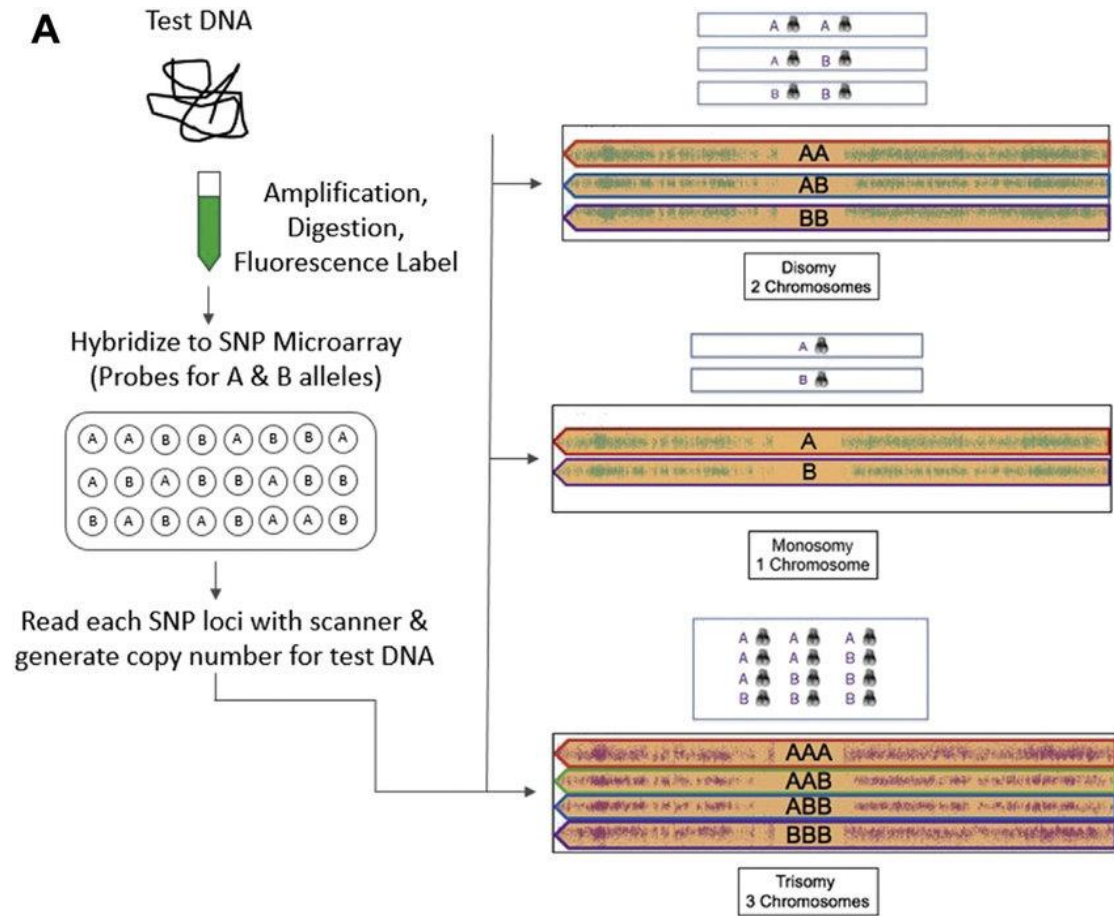 A
Test DNA
Amplification,
Digestion,
Fluorescence Label
Hybridize to SNP Microarray
(Probes for A & B alleles)
A A B B A B B A
A B A B B A B B
B A B A B A A B
Read each SNP loci with scanner &
generate copy number for test DNA
A A
A B
B B
AA
AB
BB
Disomy
2 Chromosomes
A
B
A
B
Monosomy
1 Chromosome
A A A
A A B
A B B
B B B
AAA
AAB
ABB
BBB
Trisomy
3 Chromosomes